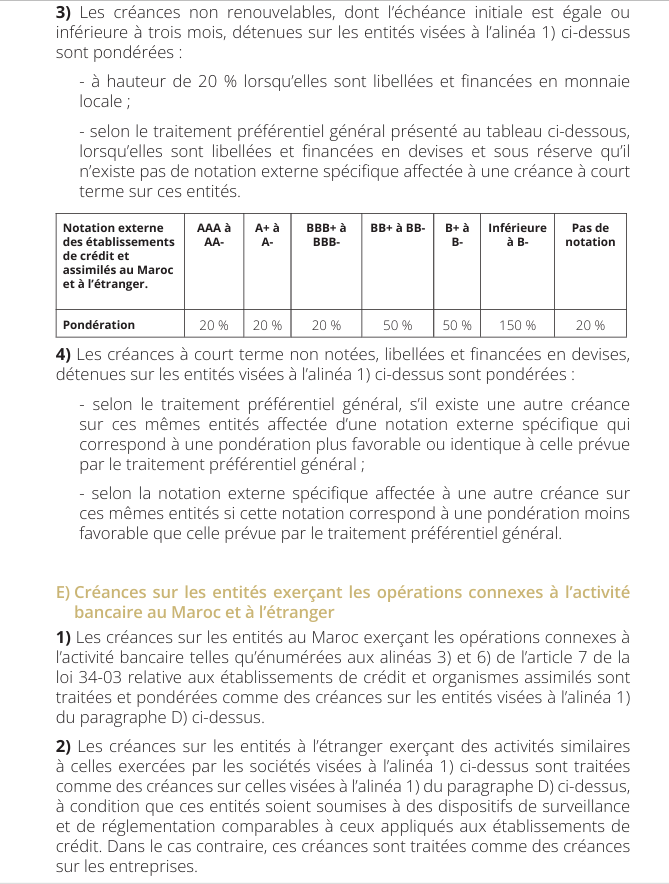 3) Les créances non renouvelables, dont l’échéance initiale est égale ou
inférieure à trois mois, détenues sur les entités visées à l’alinéa 1) ci-dessus
sont pondérées :
- à hauteur de 20 % lorsqu’elles sont libellées et financées en monnaie
locale ;
- selon le traitement préférentiel général présenté au tableau ci-dessous,
lorsqu’elles sont libellées et financées en devises et sous réserve qu’il
n’existe pas de notation externe spécifique affectée à une créance à court
terme sur ces entités.
Notation externe des établissements de crédit et assimilés au Maroc et à l’étranger. AAA à AA- A+ à A- BBB+ à BBB- BB+ à BB- B+ à B- Inférieure à B- Pas de notation
Pondération 20 % 20 % 20 % 50 % 50 % 150 % 20 %
4) Les créances à court terme non notées, libellées et financées en devises,
détenues sur les entités visées à l’alinéa 1) ci-dessus sont pondérées :
- selon le traitement préférentiel général, s’il existe une autre créance
sur ces mêmes entités affectée d’une notation externe spécifique qui
correspond à une pondération plus favorable ou identique à celle prévue
par le traitement préférentiel général ;
- selon la notation externe spécifique affectée à une autre créance sur
ces mêmes entités si cette notation correspond à une pondération moins
favorable que celle prévue par le traitement préférentiel général.
E) Créances sur les entités exerçant les opérations connexes à l’activité
bancaire au Maroc et à l’étranger
1) Les créances sur les entités au Maroc exerçant les opérations connexes à
l’activité bancaire telles qu’énumérées aux alinéas 3) et 6) de l’article 7 de la
loi 34-03 relative aux établissements de crédit et organismes assimilés sont
traitées et pondérées comme des créances sur les entités visées à l’alinéa 1)
du paragraphe D) ci-dessus.
2) Les créances sur les entités à l’étranger exerçant des activités similaires
à celles exercées par les sociétés visées à l’alinéa 1) ci-dessus sont traitées
comme des créances sur celles visées à l’alinéa 1) du paragraphe D) ci-dessus,
à condition que ces entités soient soumises à des dispositifs de surveillance
et de réglementation comparables à ceux appliqués aux établissements de
crédit. Dans le cas contraire, ces créances sont traitées comme des créances
sur les entreprises.